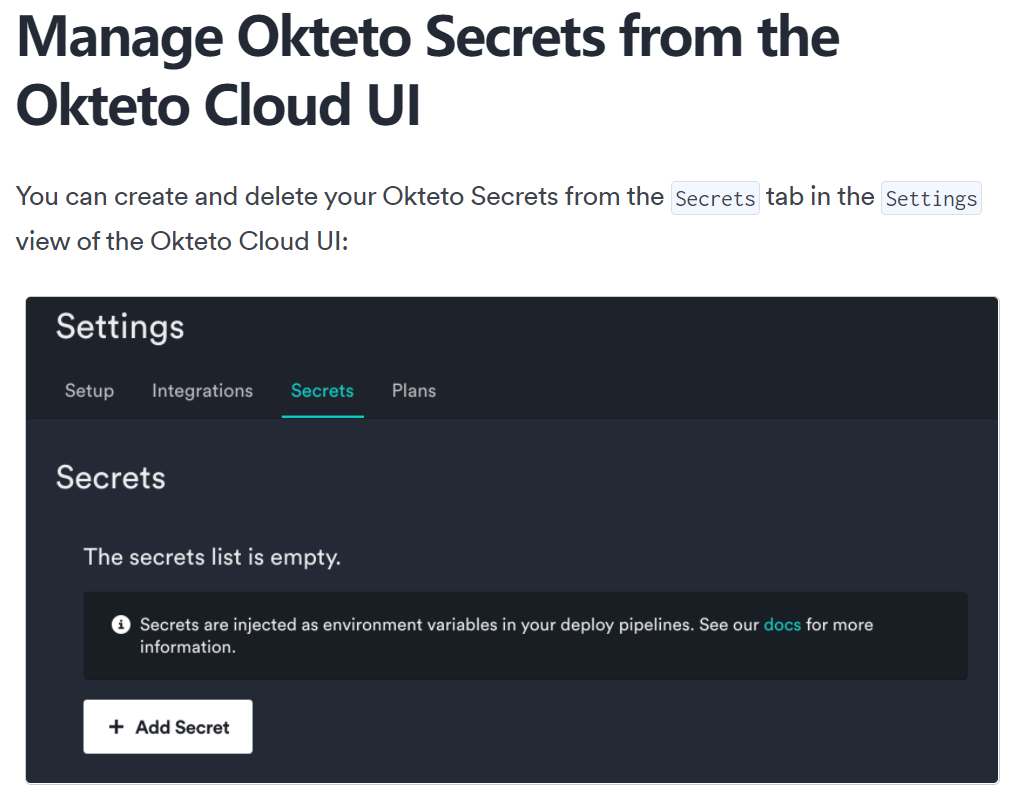 Manage Okteto Secrets from the
Okteto Cloud UI
You can create and delete your Okteto Secrets from the Secrets tab in the Settings
view of the Okteto Cloud UI:
Settings
Setup Integrations Secrets Plans
Secrets
The secrets list is empty.
Secrets are injected as environment variables in your deploy pipelines. See our docs for more
information.
+ Add Secret